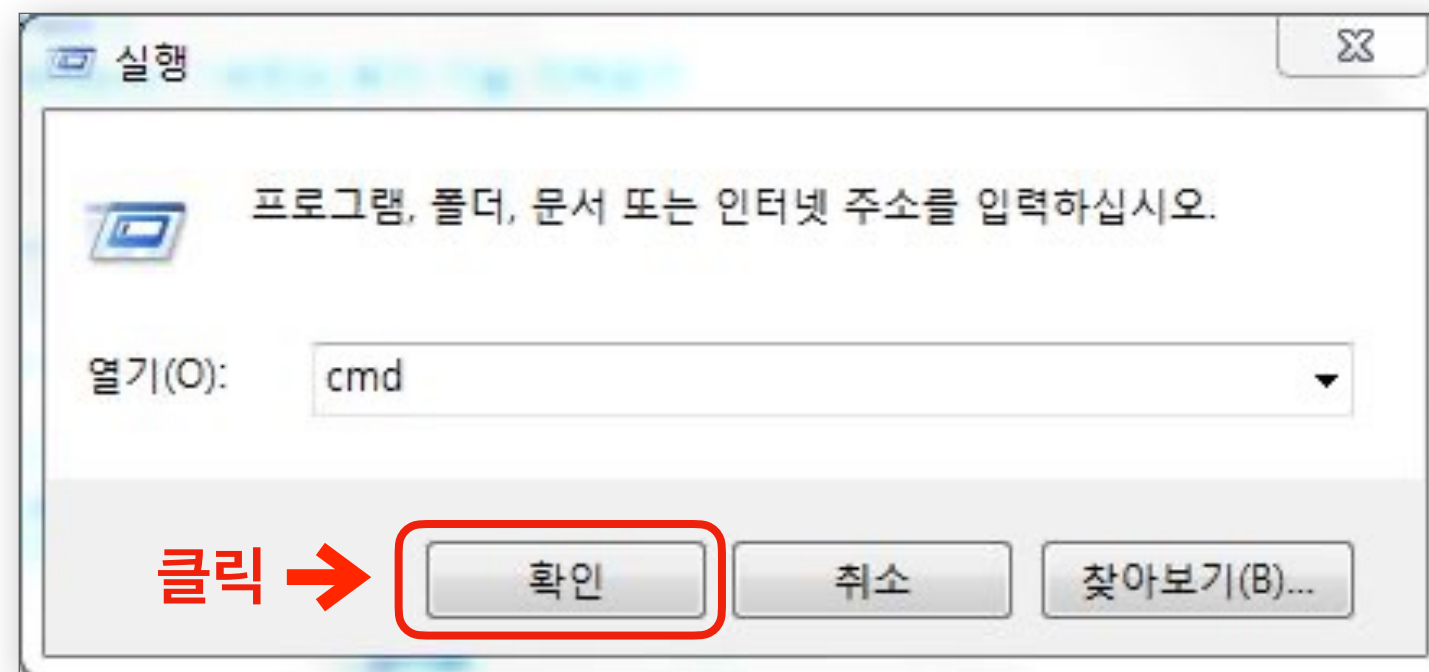 실행
프로그램, 폴더, 문서 또는 인터넷 주소를 입력하십시오.
열기(O): cmd
클릭 → 확인 취소 찾아보기(B)...